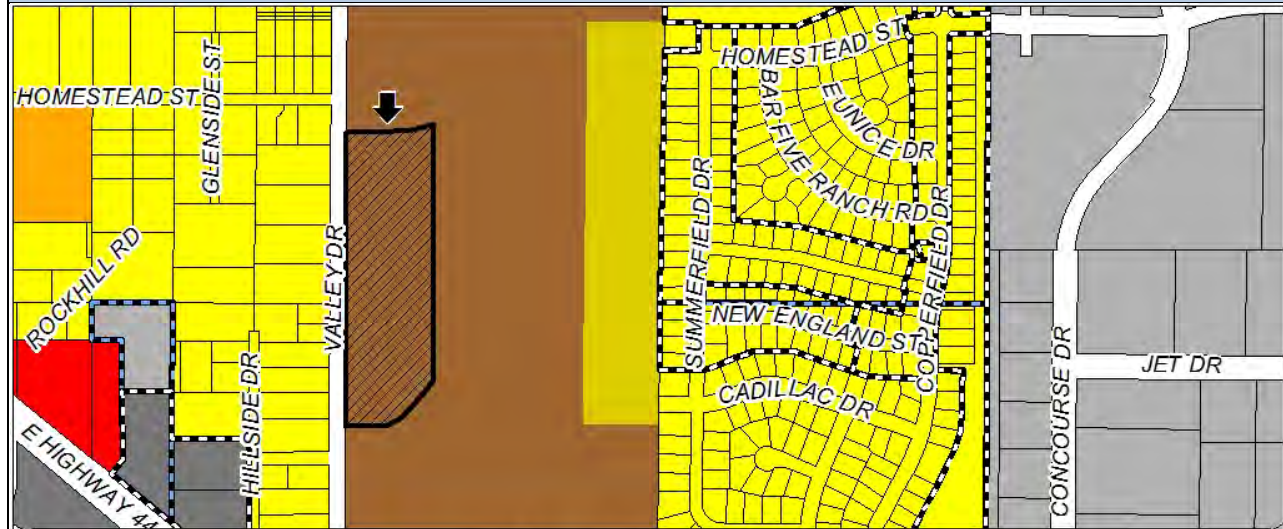 HOMESTEAD ST
GLENSIDE ST
ROCKHILL RD
HILLSIDE DR
E HIGHWAY 44
VALLEY DR
HOMESTEAD ST
BAR FIVE RANCH RD
EUNICE DR
SUMMERFIELD DR
COPPERFIELD DR
NEW ENGLAND ST
CADILLAC DR
CONCOURSE DR
JET DR